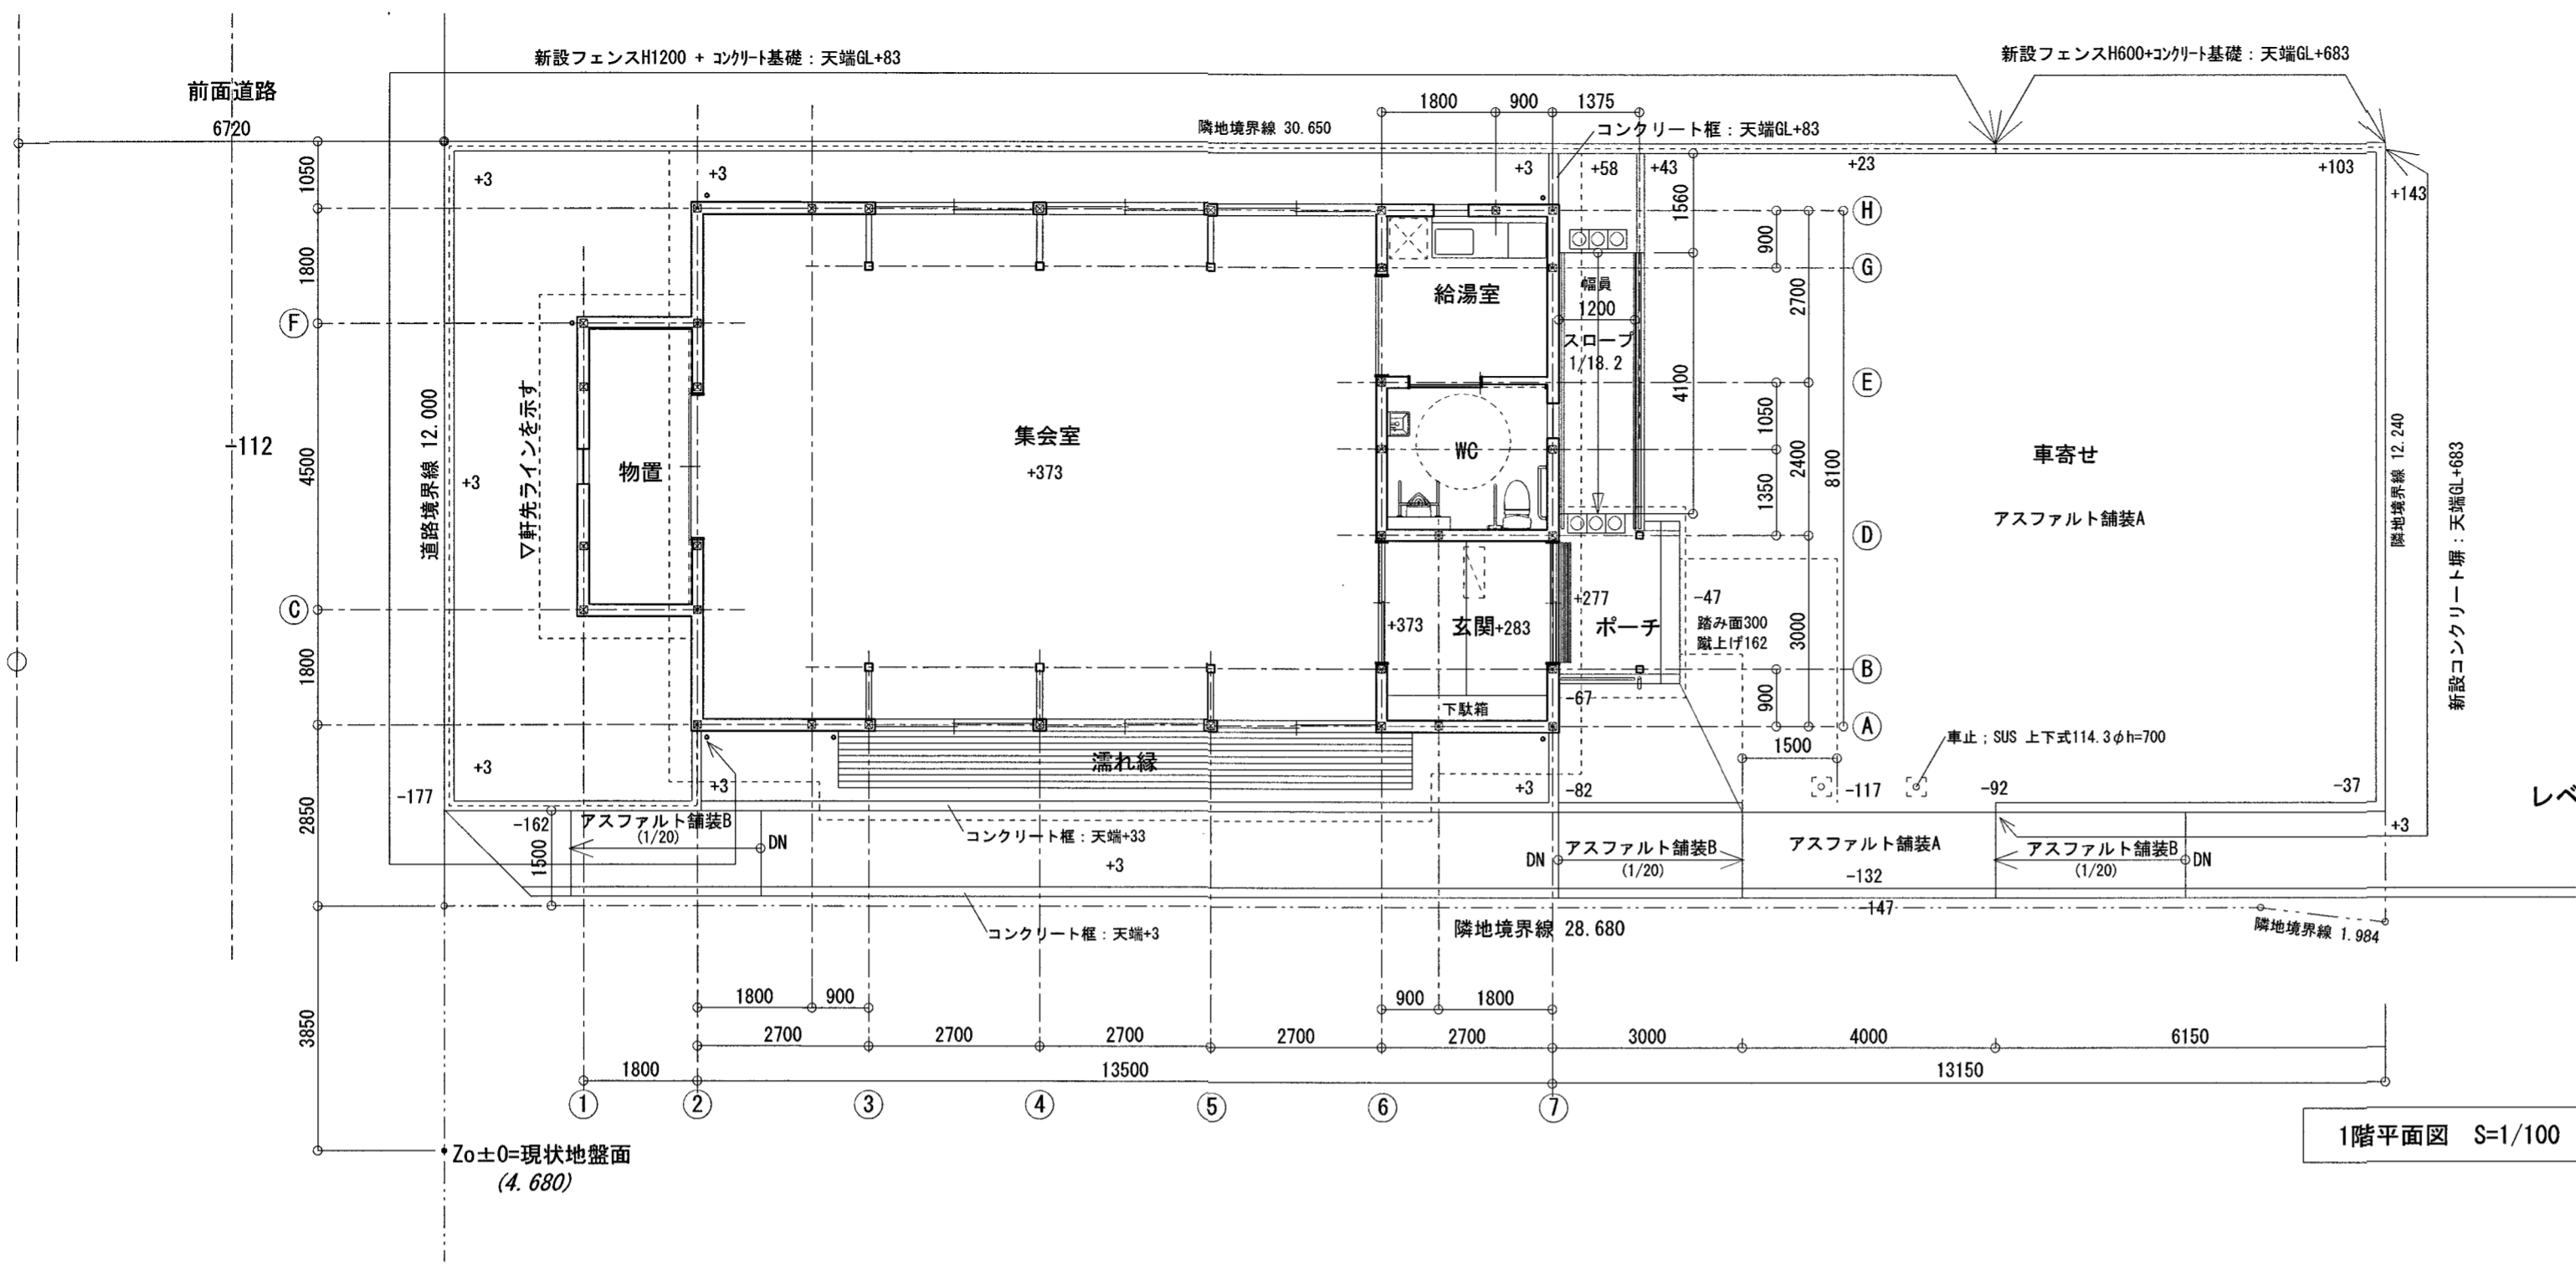 新設フェンスH1200 + コンクリート基礎：天端GL+83
新設フェンスH600+コンクリート基礎：天端GL+683
前面道路
6720
隣地境界線 30.650
1800
900
1375
コンクリート框：天端GL+83
+3
+3
+3
+58
+43
+23
+103
+143
1050
1800
4500
1800
2850
3850
1560
4100
900
2700
1050
1350
2400
8100
3000
900
H
G
F
E
D
C
B
A
給湯室
幅員
1200
スロープ
1/18.2
-112
道路境界線 12.000
▽軒先ラインを示す
+3
物置
集会室
+373
WC
車寄せ
アスファルト舗装A
隣地境界線 12.240
新設コンクリート塀：天端GL+683
+373
玄関+283
+277
ポーチ
-47
踏み面300
蹴上げ162
-67
下駄箱
1500
車止；SUS 上下式114.3φh=700
濡れ縁
+3
-177
+3
+3
-82
-117
-92
-37
レベ
-162
アスファルト舗装B
(1/20)
DN
1500
コンクリート框：天端+33
+3
DN
アスファルト舗装B
(1/20)
アスファルト舗装A
-132
アスファルト舗装B
(1/20)
DN
+3
-147
コンクリート框：天端+3
隣地境界線 28.680
隣地境界線 1.984
1800
900
900
1800
2700
2700
2700
2700
2700
3000
4000
6150
1800
13500
13150
1
2
3
4
5
6
7
Zo±0=現状地盤面
(4.680)
1階平面図 S=1/100